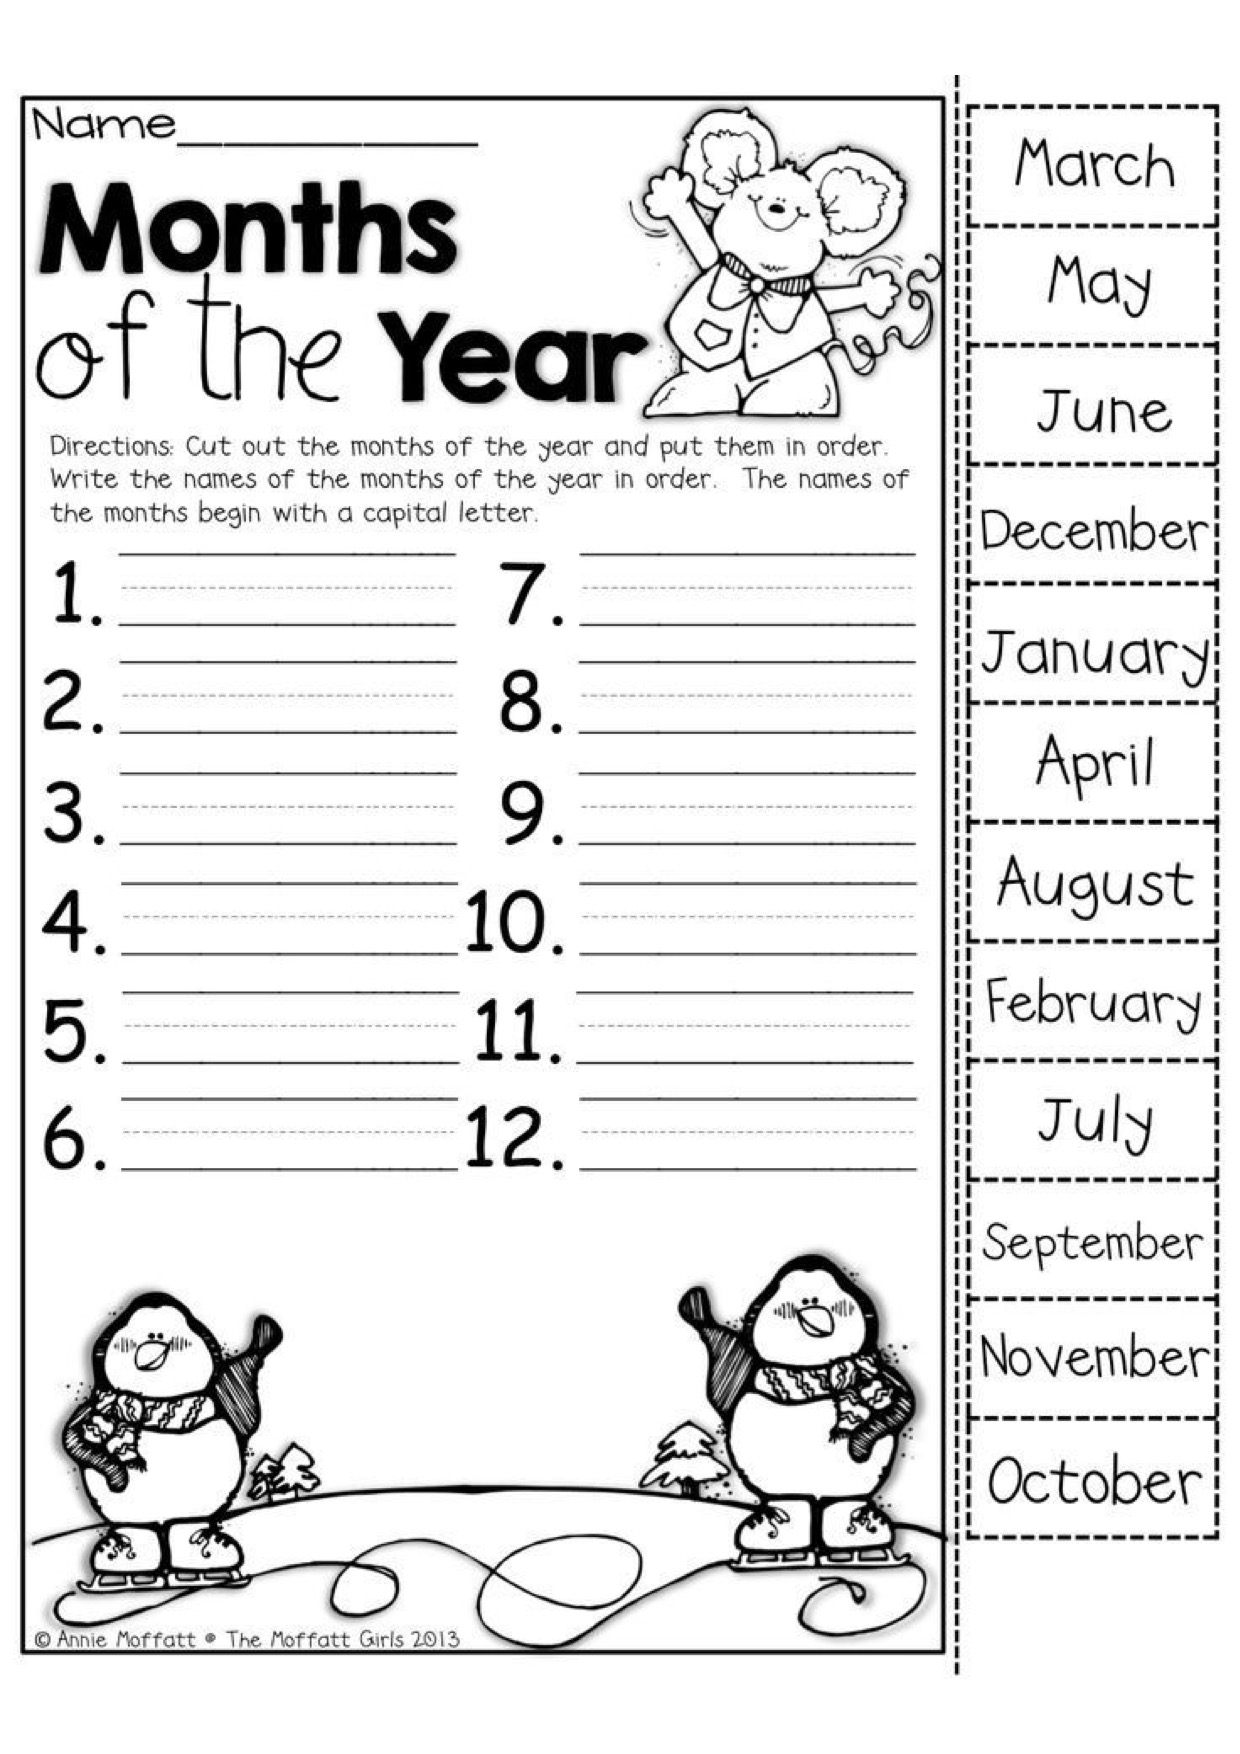 Name
Months
of the Year
Directions: Cut out the months of the year and put them in order.
Write the names of the months of the year in order. The names of
the months begin with a capital letter.
1.
2.
3.
4.
5.
6.
7.
8.
9.
10.
11.
12.
© Annie Moffatt • The Moffatt Girls 2013
March
May
June
December
January
April
August
February
July
September
November
October